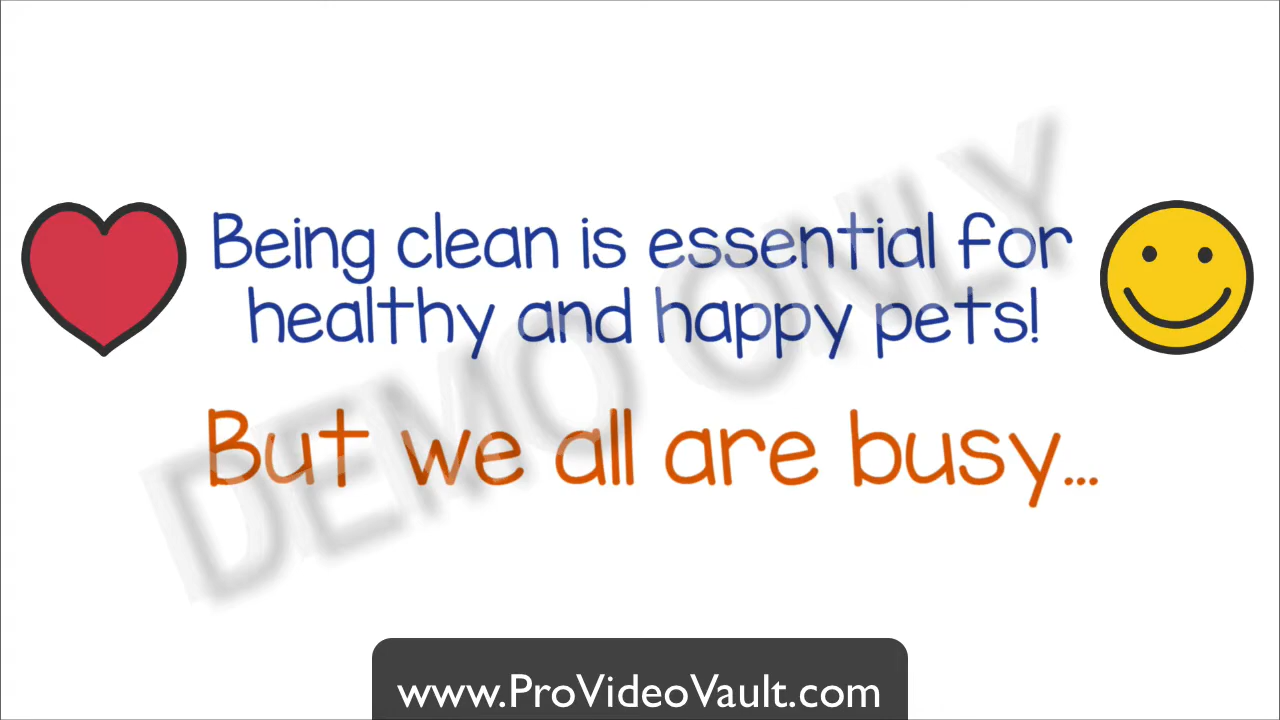 Being clean is essential for
healthy and happy pets!
But we all are busy...
DEMO ONLY
www.ProVideoVault.com